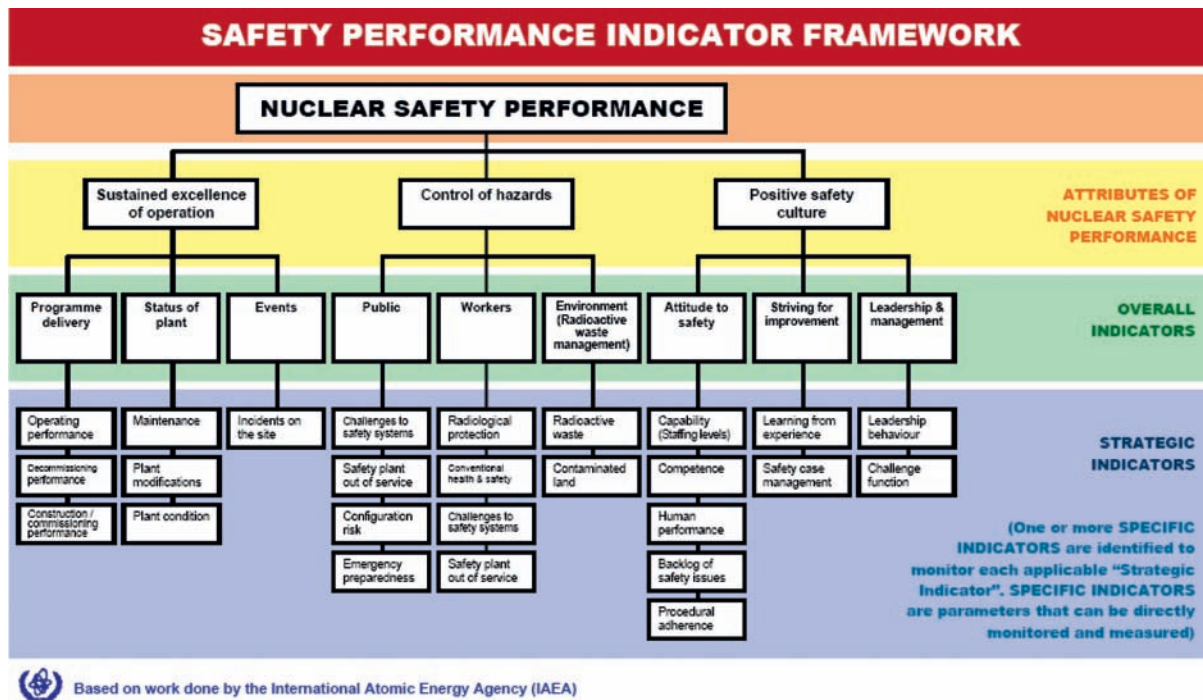 SAFETY PERFORMANCE INDICATOR FRAMEWORK
NUCLEAR SAFETY PERFORMANCE
Sustained excellence
of operation
Control of hazards
Positive safety
culture
ATTRIBUTES OF
NUCLEAR SAFETY
PERFORMANCE
Programme
delivery
Status of
plant
Events
Public
Workers
Environment
(Radioactive
waste
management)
Attitude to
safety
Striving for
improvement
Leadership &
management
OVERALL
INDICATORS
Operating
performance
Decommissioning
performance
Construction /
commissioning
performance
Maintenance
Plant
modifications
Plant condition
Incidents on
the site
Challenges to
safety systems
Safety plant
out of service
Configuration
risk
Emergency
preparedness
Radiological
protection
Conventional
health & safety
Challenges to
safety systems
Safety plant
out of service
Radioactive
waste
Contaminated
land
Capability
(Staffing levels)
Competence
Human
performance
Backlog of
safety issues
Procedural
adherence
Learning from
experience
Safety case
management
Leadership
behaviour
Challenge
function
STRATEGIC
INDICATORS
(One or more SPECIFIC
INDICATORS are identified to
monitor each applicable “Strategic
Indicator”. SPECIFIC INDICATORS
are parameters that can be directly
monitored and measured)
Based on work done by the International Atomic Energy Agency (IAEA)